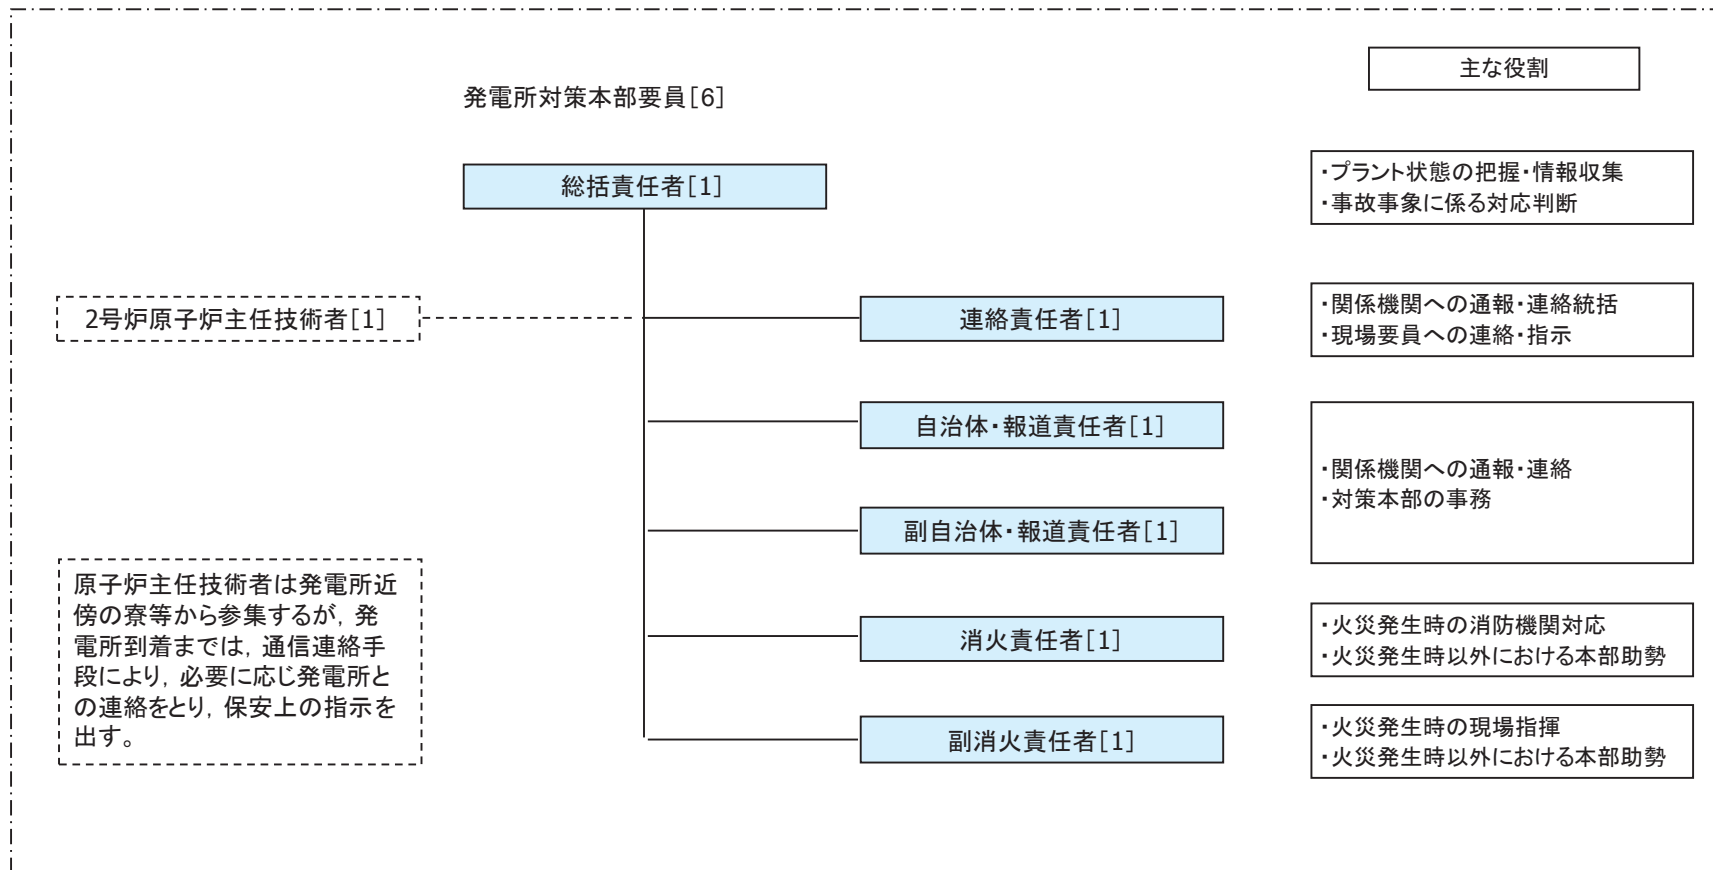 主な役割
発電所対策本部要員[6]
総括責任者[1]
・プラント状態の把握・情報収集
・事故事象に係る対応判断
2号炉原子炉主任技術者[1]
連絡責任者[1]
・関係機関への通報・連絡統括
・現場要員への連絡・指示
自治体・報道責任者[1]
・関係機関への通報・連絡
・対策本部の事務
副自治体・報道責任者[1]
原子炉主任技術者は発電所近
傍の寮等から参集するが，発
電所到着までは，通信連絡手
段により，必要に応じ発電所と
の連絡をとり，保安上の指示を
出す。
消火責任者[1]
・火災発生時の消防機関対応
・火災発生時以外における本部助勢
副消火責任者[1]
・火災発生時の現場指揮
・火災発生時以外における本部助勢